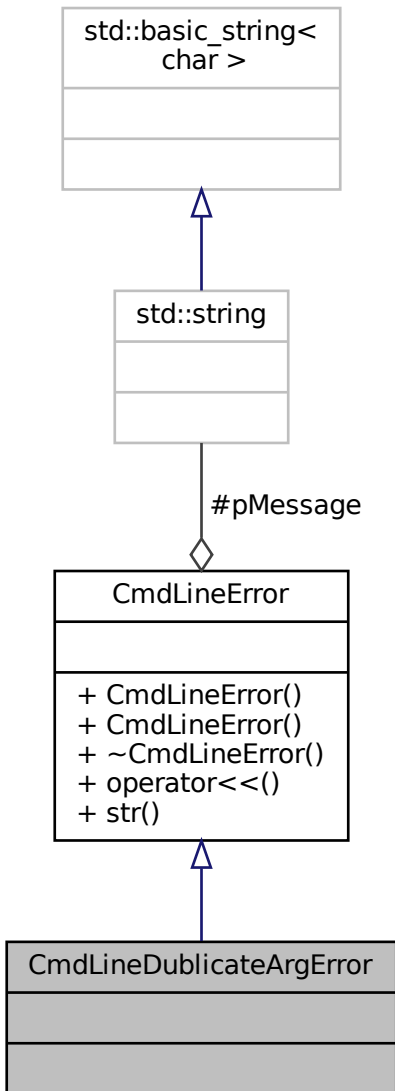 std::basic_string<
char >
std::string
#pMessage
CmdLineError
+ CmdLineError()
+ CmdLineError()
+ ~CmdLineError()
+ operator<<()
+ str()
CmdLineDublicateArgError